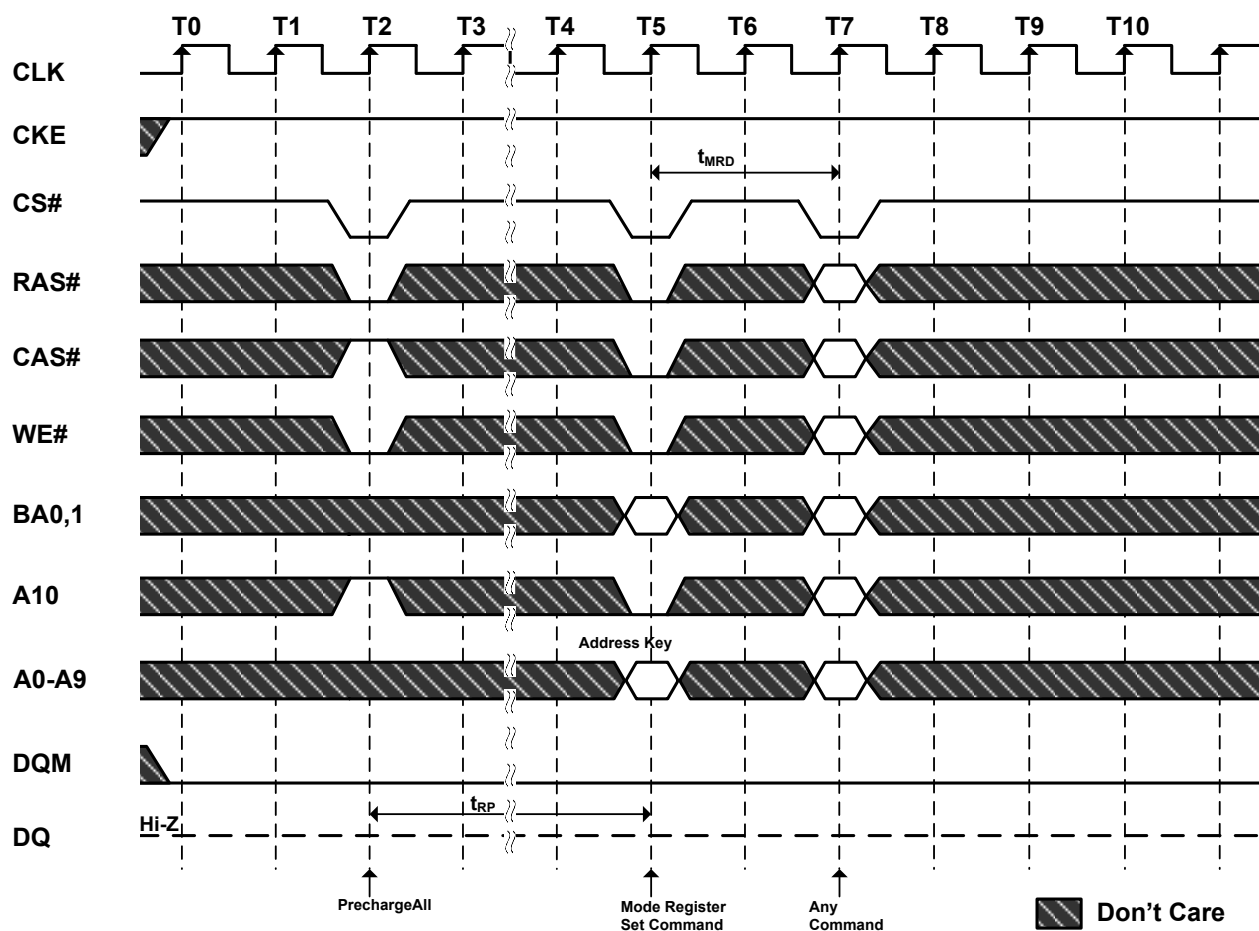 T0 T1 T2 T3 T4 T5 T6 T7 T8 T9 T10
CLK
CKE
tMRD
CS#
RAS#
CAS#
WE#
BA0,1
A10
Address Key
A0-A9
DQM
tRP
Hi-Z
DQ
PrechargeAll
Mode Register
Set Command
Any
Command
Don't Care